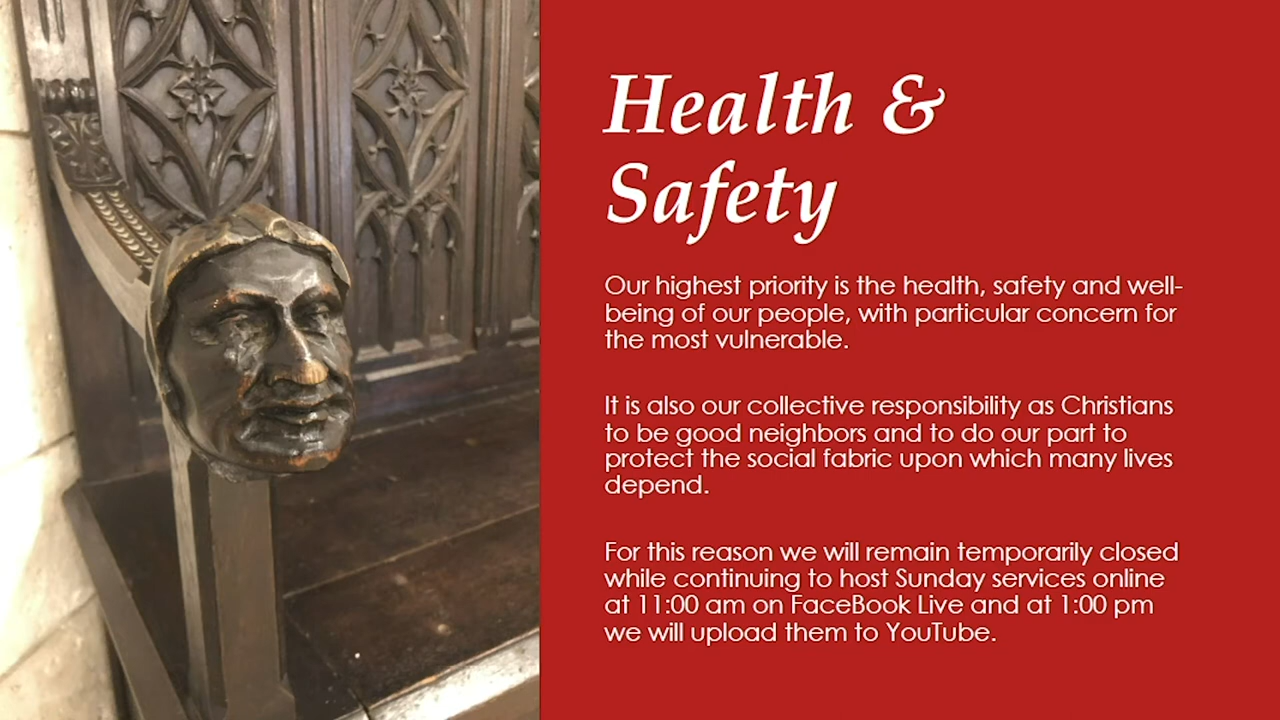 Health &
Safety
Our highest priority is the health, safety and well-
being of our people, with particular concern for
the most vulnerable.
It is also our collective responsibility as Christians
to be good neighbors and to do our part to
protect the social fabric upon which many lives
depend.
For this reason we will remain temporarily closed
while continuing to host Sunday services online
at 11:00 am on FaceBook Live and at 1:00 pm
we will upload them to YouTube.